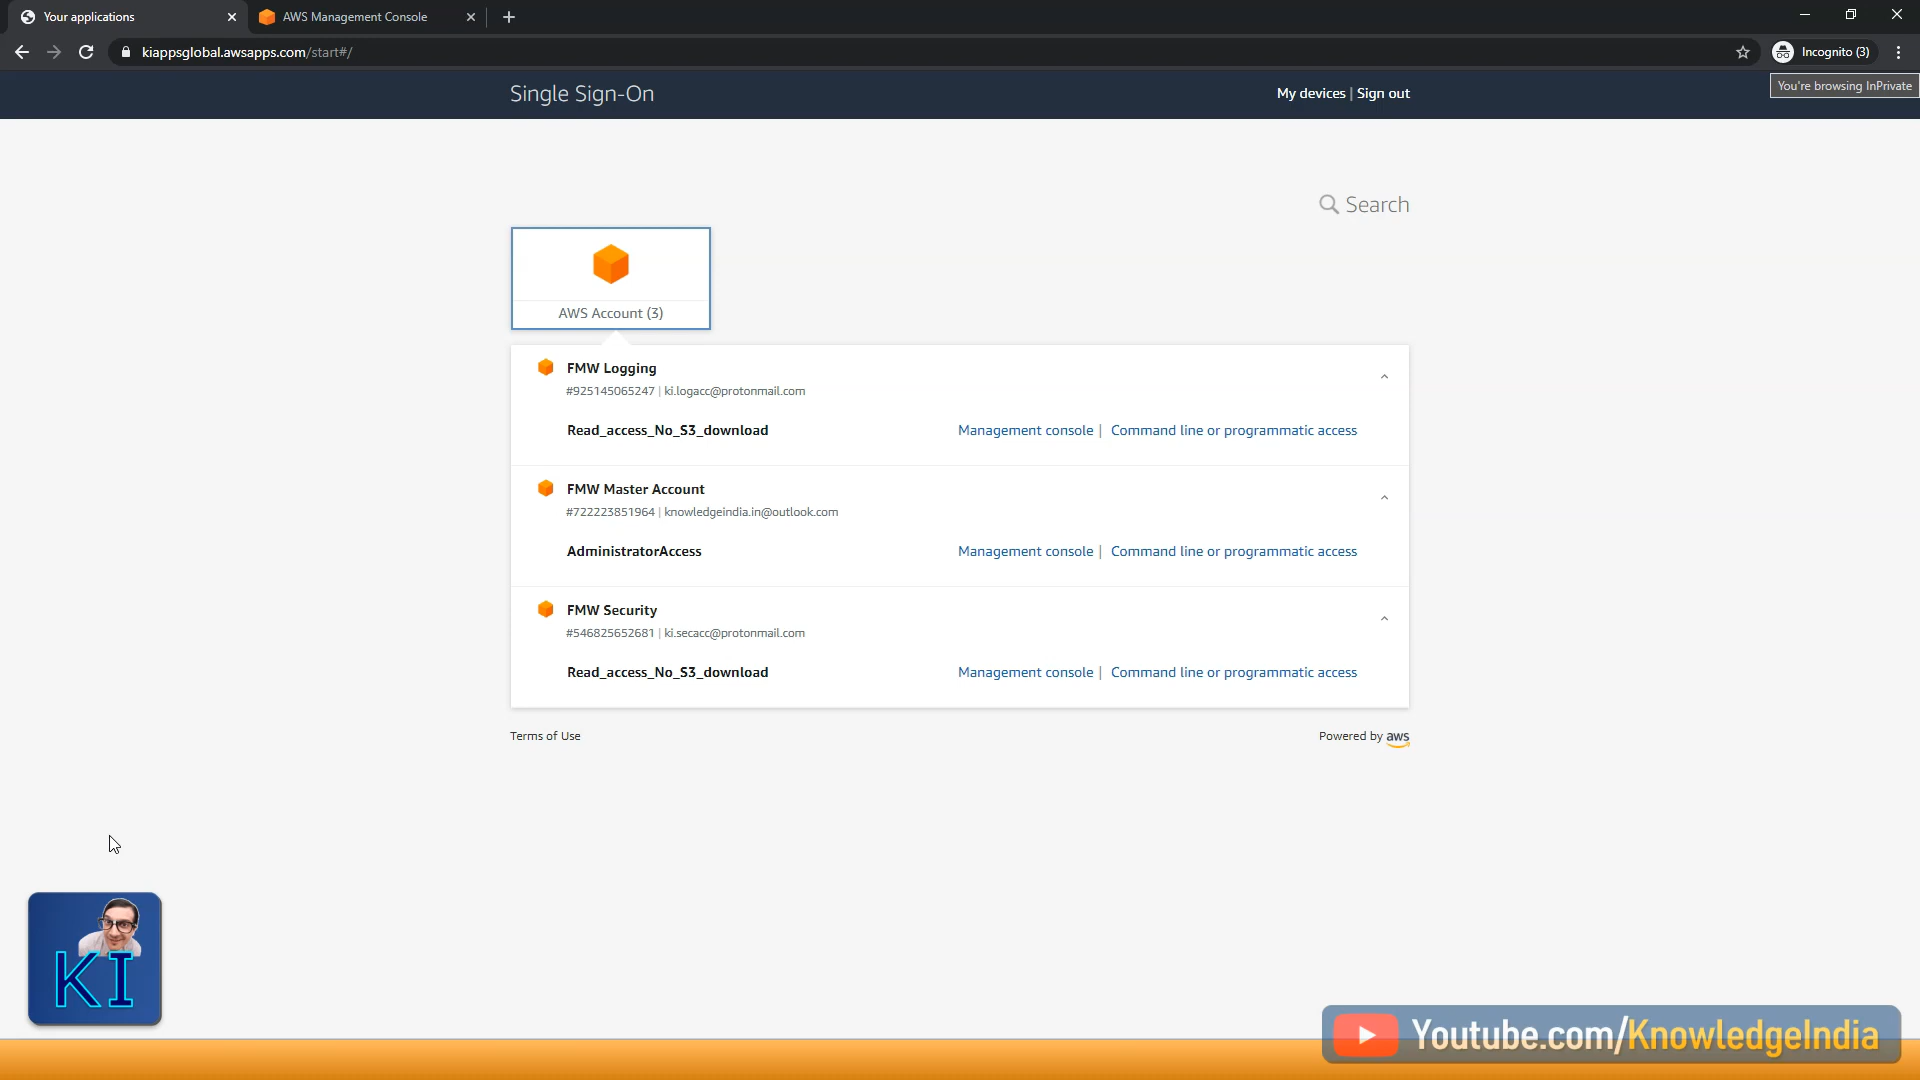 Your applications
AWS Management Console
kiappsglobal.awsapps.com/start#/
Incognito (3)
You're browsing InPrivate
Single Sign-On
My devices | Sign out
Search
AWS Account (3)
FMW Logging
#925145065247 | ki.logacc@protonmail.com
Read_access_No_S3_download
Management console | Command line or programmatic access
FMW Master Account
#722223851964 | knowledgeindia.in@outlook.com
AdministratorAccess
Management console | Command line or programmatic access
FMW Security
#546825652681 | ki.secacc@protonmail.com
Read_access_No_S3_download
Management console | Command line or programmatic access
Terms of Use
Powered by aws
KI
Youtube.com/KnowledgeIndia